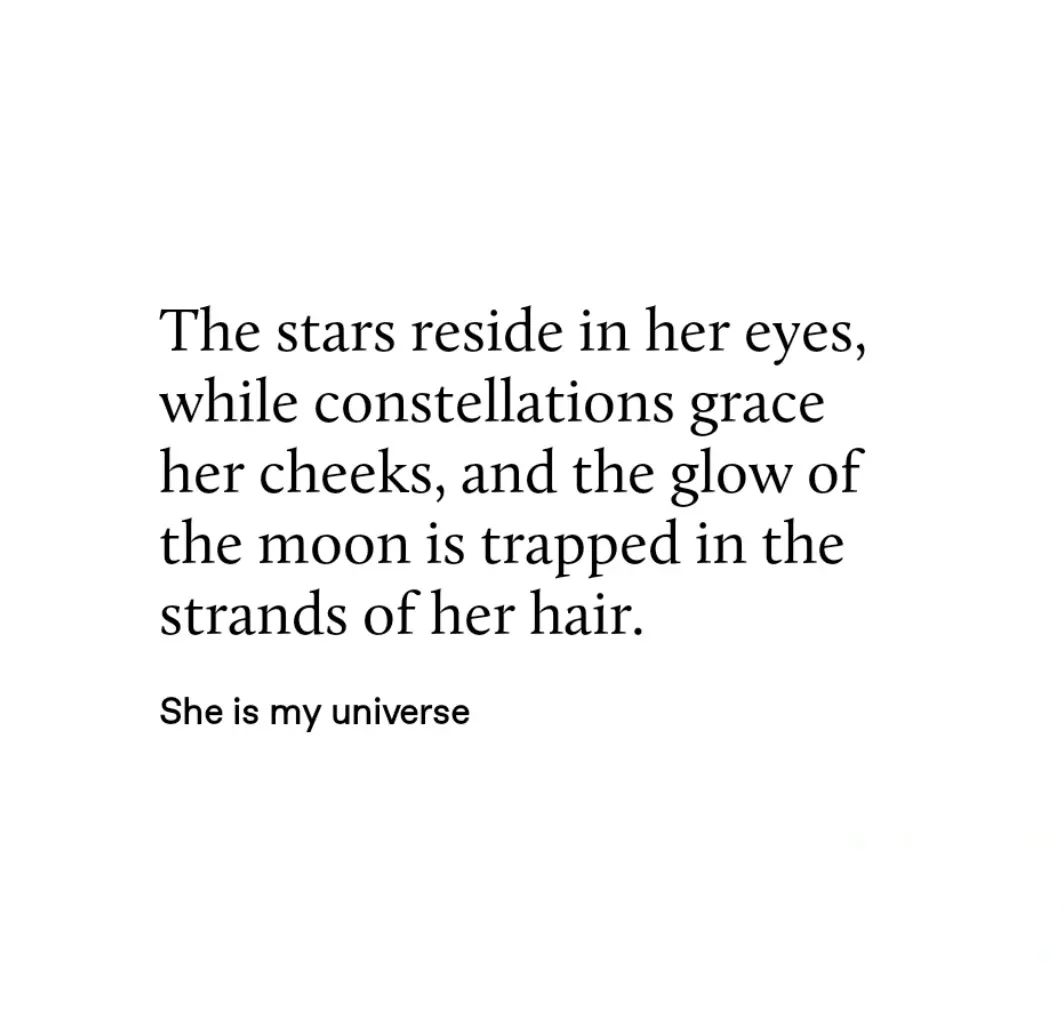 The stars reside in her eyes,
while constellations grace
her cheeks, and the glow of
the moon is trapped in the
strands of her hair.
She is my universe